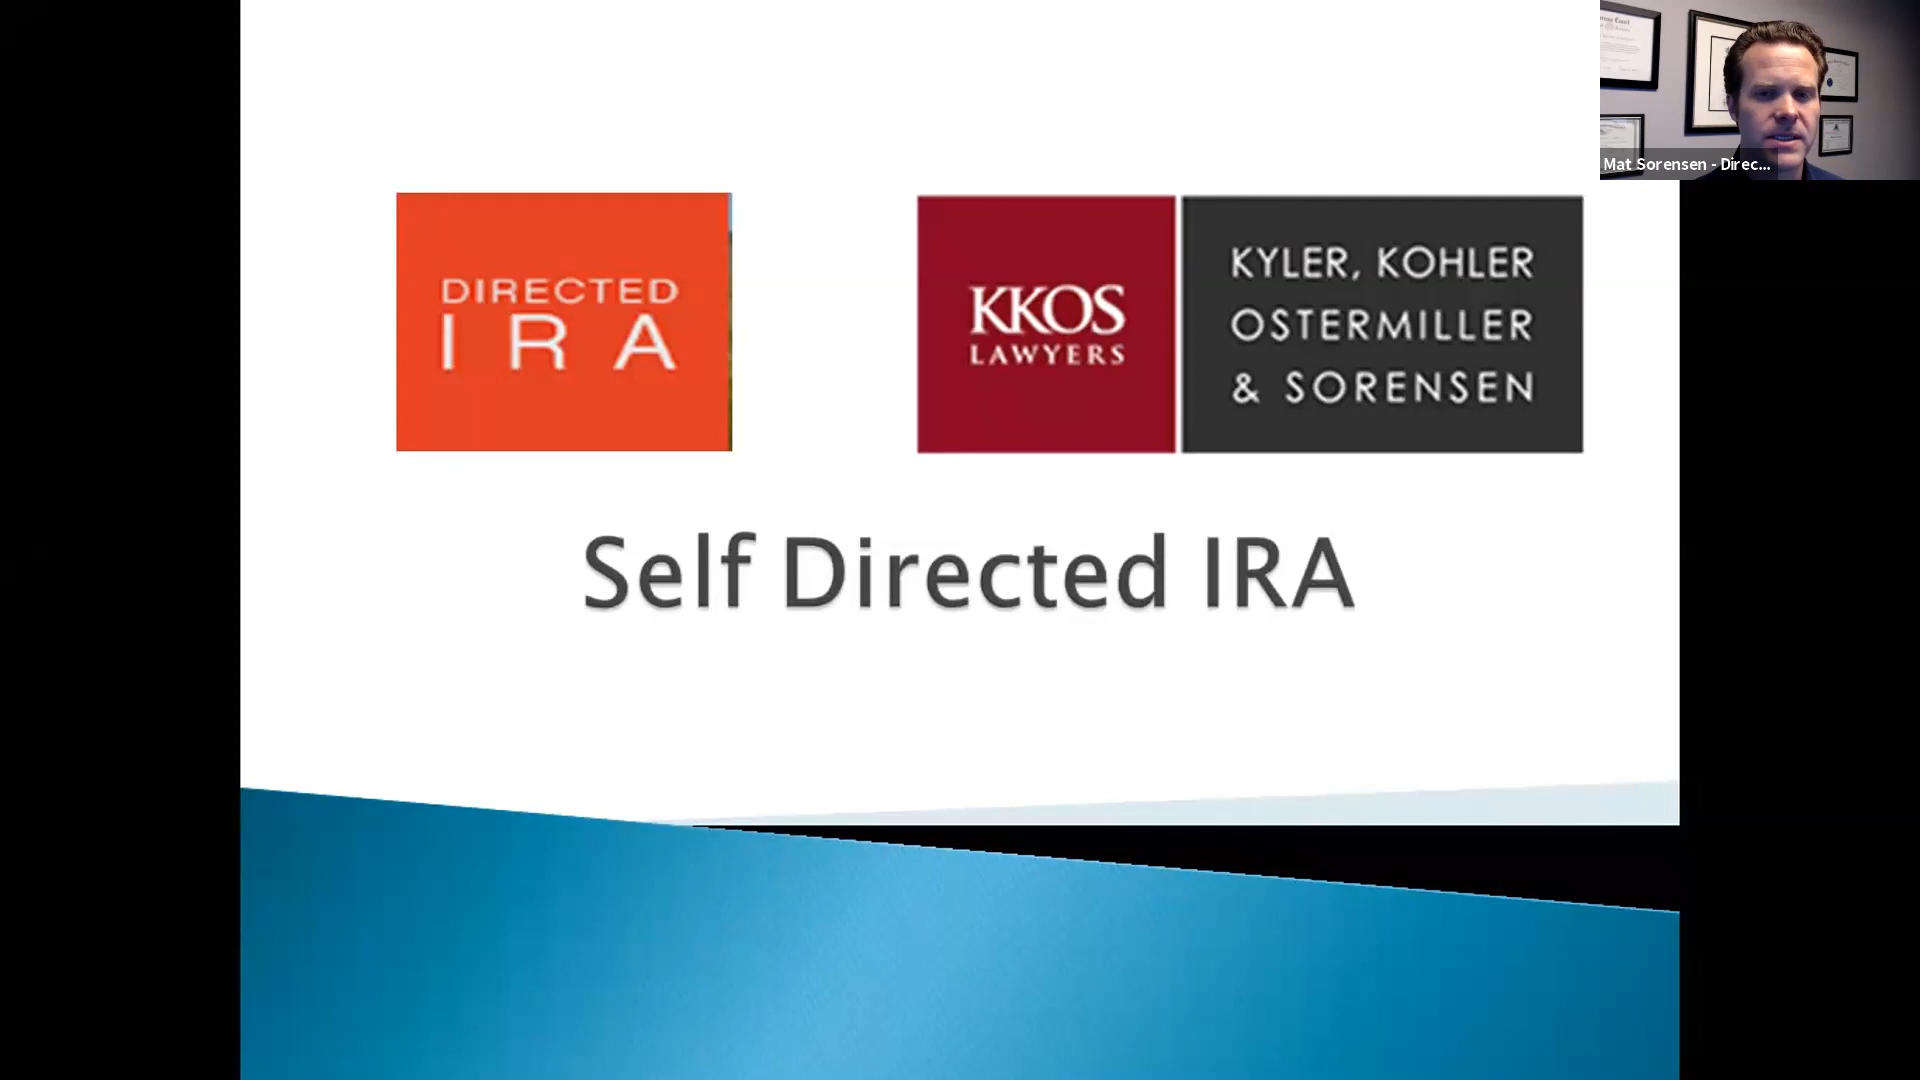 Mat Sorensen - Direc...
DIRECTED
IRA
KKOS
LAWYERS
KYLER, KOHLER
OSTERMILLER
& SORENSEN
Self Directed IRA